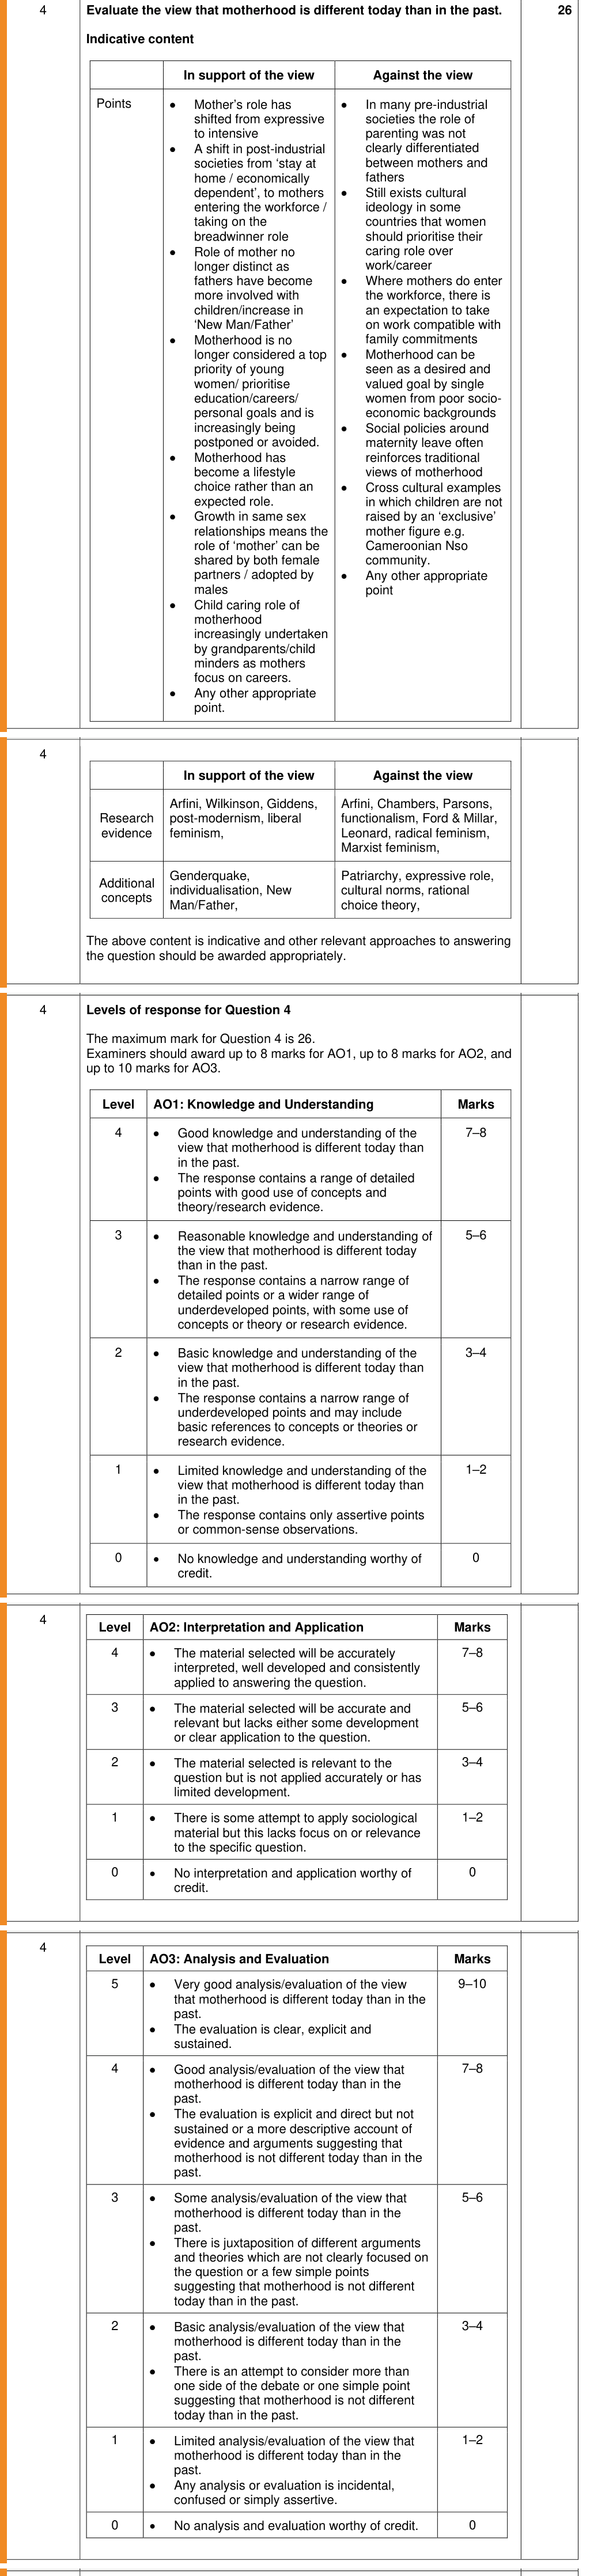 4
Evaluate the view that motherhood is different today than in the past.
26
Indicative content
In support of the view
Against the view
Points
● Mother's role has
shifted from expressive
to intensive
● A shift in post-industrial
societies from 'stay at
home / economically
dependent', to mothers
entering the workforce /
taking on the
breadwinner role
● Role of mother no
longer distinct as
fathers have become
more involved with
children/increase in
'New Man/Father'
● Motherhood is no
longer considered a top
priority of young
women/ prioritise
education/careers/
personal goals and is
increasingly being
postponed or avoided.
● Motherhood has
become a lifestyle
choice rather than an
expected role.
● Growth in same sex
relationships means the
role of 'mother' can be
shared by both female
partners / adopted by
males
● Child caring role of
motherhood
increasingly undertaken
by grandparents/child
minders as mothers
focus on careers.
● Any other appropriate
point.
● In many pre-industrial
societies the role of
parenting was not
clearly differentiated
between mothers and
fathers
● Still exists cultural
ideology in some
countries that women
should prioritise their
caring role over
work/career
● Where mothers do enter
the workforce, there is
an expectation to take
on work compatible with
family commitments
● Motherhood can be
seen as a desired and
valued goal by single
women from poor socio-
economic backgrounds
● Social policies around
maternity leave often
reinforces traditional
views of motherhood
● Cross cultural examples
in which children are not
raised by an 'exclusive'
mother figure e.g.
Cameroonian Nso
community.
● Any other appropriate
point
4
In support of the view
Against the view
Research
evidence
Arfini, Wilkinson, Giddens,
post-modernism, liberal
feminism,
Arfini, Chambers, Parsons,
functionalism, Ford & Millar,
Leonard, radical feminism,
Marxist feminism,
Additional
concepts
Genderquake,
individualisation, New
Man/Father,
Patriarchy, expressive role,
cultural norms, rational
choice theory,
The above content is indicative and other relevant approaches to answering
the question should be awarded appropriately.
4
Levels of response for Question 4
The maximum mark for Question 4 is 26.
Examiners should award up to 8 marks for AO1, up to 8 marks for AO2, and
up to 10 marks for AO3.
Level
AO1: Knowledge and Understanding
Marks
4
● Good knowledge and understanding of the
view that motherhood is different today than
in the past.
● The response contains a range of detailed
points with good use of concepts and
theory/research evidence.
7–8
3
● Reasonable knowledge and understanding of
the view that motherhood is different today
than in the past.
● The response contains a narrow range of
detailed points or a wider range of
underdeveloped points, with some use of
concepts or theory or research evidence.
5–6
2
● Basic knowledge and understanding of the
view that motherhood is different today than
in the past.
● The response contains a narrow range of
underdeveloped points and may include
basic references to concepts or theories or
research evidence.
3–4
1
● Limited knowledge and understanding of the
view that motherhood is different today than
in the past.
● The response contains only assertive points
or common-sense observations.
1–2
0
● No knowledge and understanding worthy of
credit.
0
4
Level
AO2: Interpretation and Application
Marks
4
● The material selected will be accurately
interpreted, well developed and consistently
applied to answering the question.
7–8
3
● The material selected will be accurate and
relevant but lacks either some development
or clear application to the question.
5–6
2
● The material selected is relevant to the
question but is not applied accurately or has
limited development.
3–4
1
● There is some attempt to apply sociological
material but this lacks focus on or relevance
to the specific question.
1–2
0
● No interpretation and application worthy of
credit.
0
4
Level
AO3: Analysis and Evaluation
Marks
5
● Very good analysis/evaluation of the view
that motherhood is different today than in the
past.
● The evaluation is clear, explicit and
sustained.
9–10
4
● Good analysis/evaluation of the view that
motherhood is different today than in the
past.
● The evaluation is explicit and direct but not
sustained or a more descriptive account of
evidence and arguments suggesting that
motherhood is not different today than in the
past.
7–8
3
● Some analysis/evaluation of the view that
motherhood is different today than in the
past.
● There is juxtaposition of different arguments
and theories which are not clearly focused on
the question or a few simple points
suggesting that motherhood is not different
today than in the past.
5–6
2
● Basic analysis/evaluation of the view that
motherhood is different today than in the
past.
● There is an attempt to consider more than
one side of the debate or one simple point
suggesting that motherhood is not different
today than in the past.
3–4
1
● Limited analysis/evaluation of the view that
motherhood is different today than in the
past.
● Any analysis or evaluation is incidental,
confused or simply assertive.
1–2
0
● No analysis and evaluation worthy of credit.
0